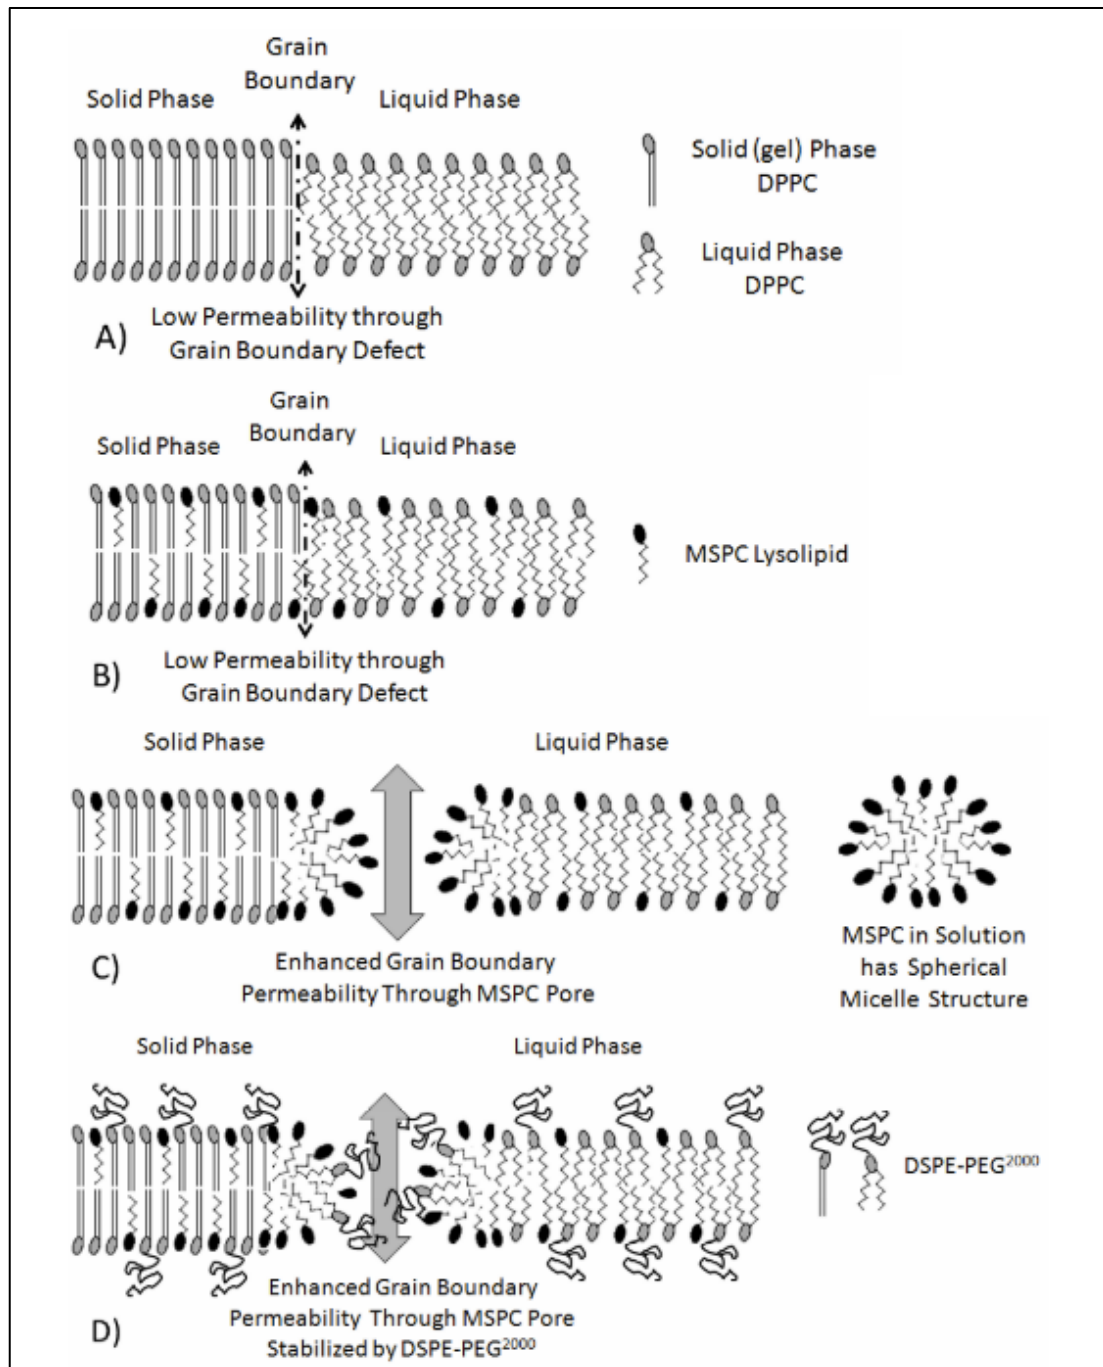 Grain
Boundary
Solid Phase
Liquid Phase
Solid (gel) Phase
DPPC
Liquid Phase
DPPC
Low Permeability through
Grain Boundary Defect
A)
Grain
Boundary
Solid Phase
Liquid Phase
MSPC Lysolipid
Low Permeability through
Grain Boundary Defect
B)
Solid Phase
Liquid Phase
Enhanced Grain Boundary
Permeability Through MSPC Pore
C)
MSPC in Solution
has Spherical
Micelle Structure
Solid Phase
Liquid Phase
DSPE-PEG²⁰⁰⁰
Enhanced Grain Boundary
Permeability Through MSPC Pore
Stabilized by DSPE-PEG²⁰⁰⁰
D)